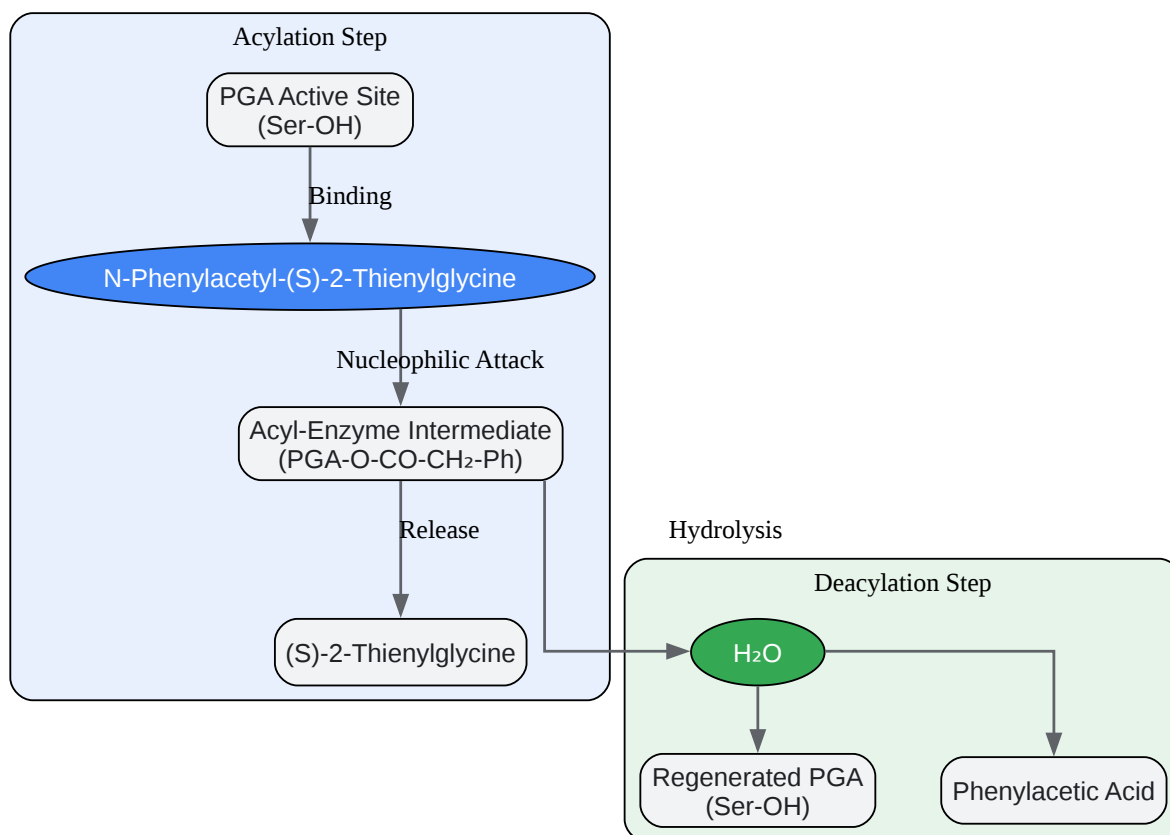 Acylation Step
PGA Active Site
(Ser-OH)
Binding
N-Phenylacetyl-(S)-2-Thienylglycine
Nucleophilic Attack
Acyl-Enzyme Intermediate
(PGA-O-CO-CH₂-Ph)
Release
Hydrolysis
Deacylation Step
(S)-2-Thienylglycine
H₂O
Regenerated PGA
(Ser-OH)
Phenylacetic Acid